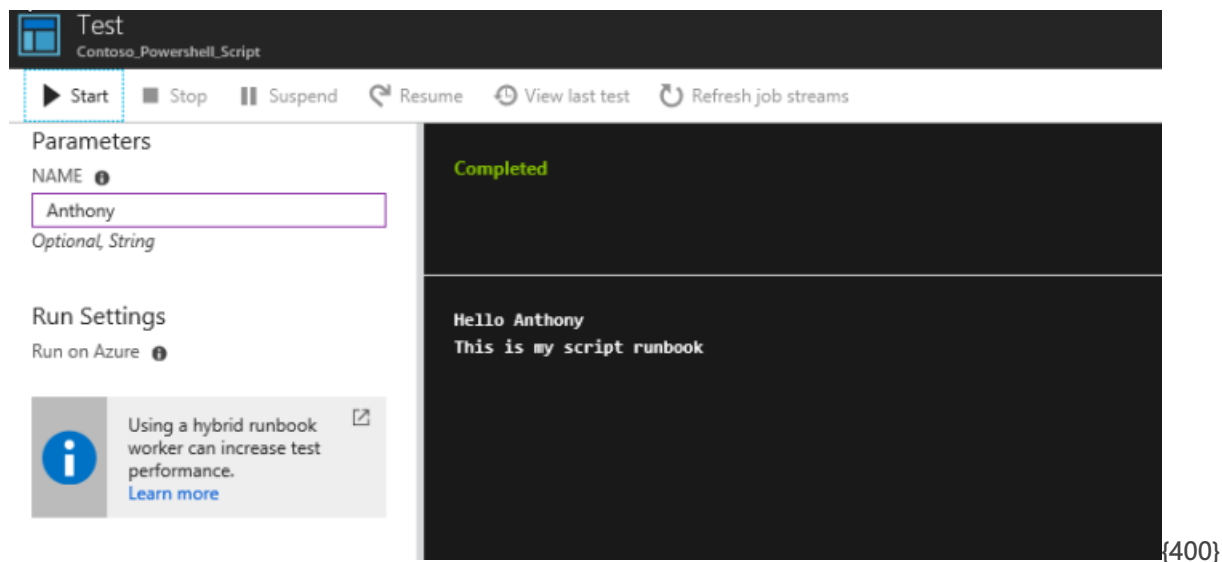 Test
Contoso_Powershell_Script
Start
Stop
Suspend
Resume
View last test
Refresh job streams
Parameters
NAME
Anthony
Optional, String
Run Settings
Run on Azure
Using a hybrid runbook
worker can increase test
performance.
Learn more
Completed
Hello Anthony
This is my script runbook
{400}